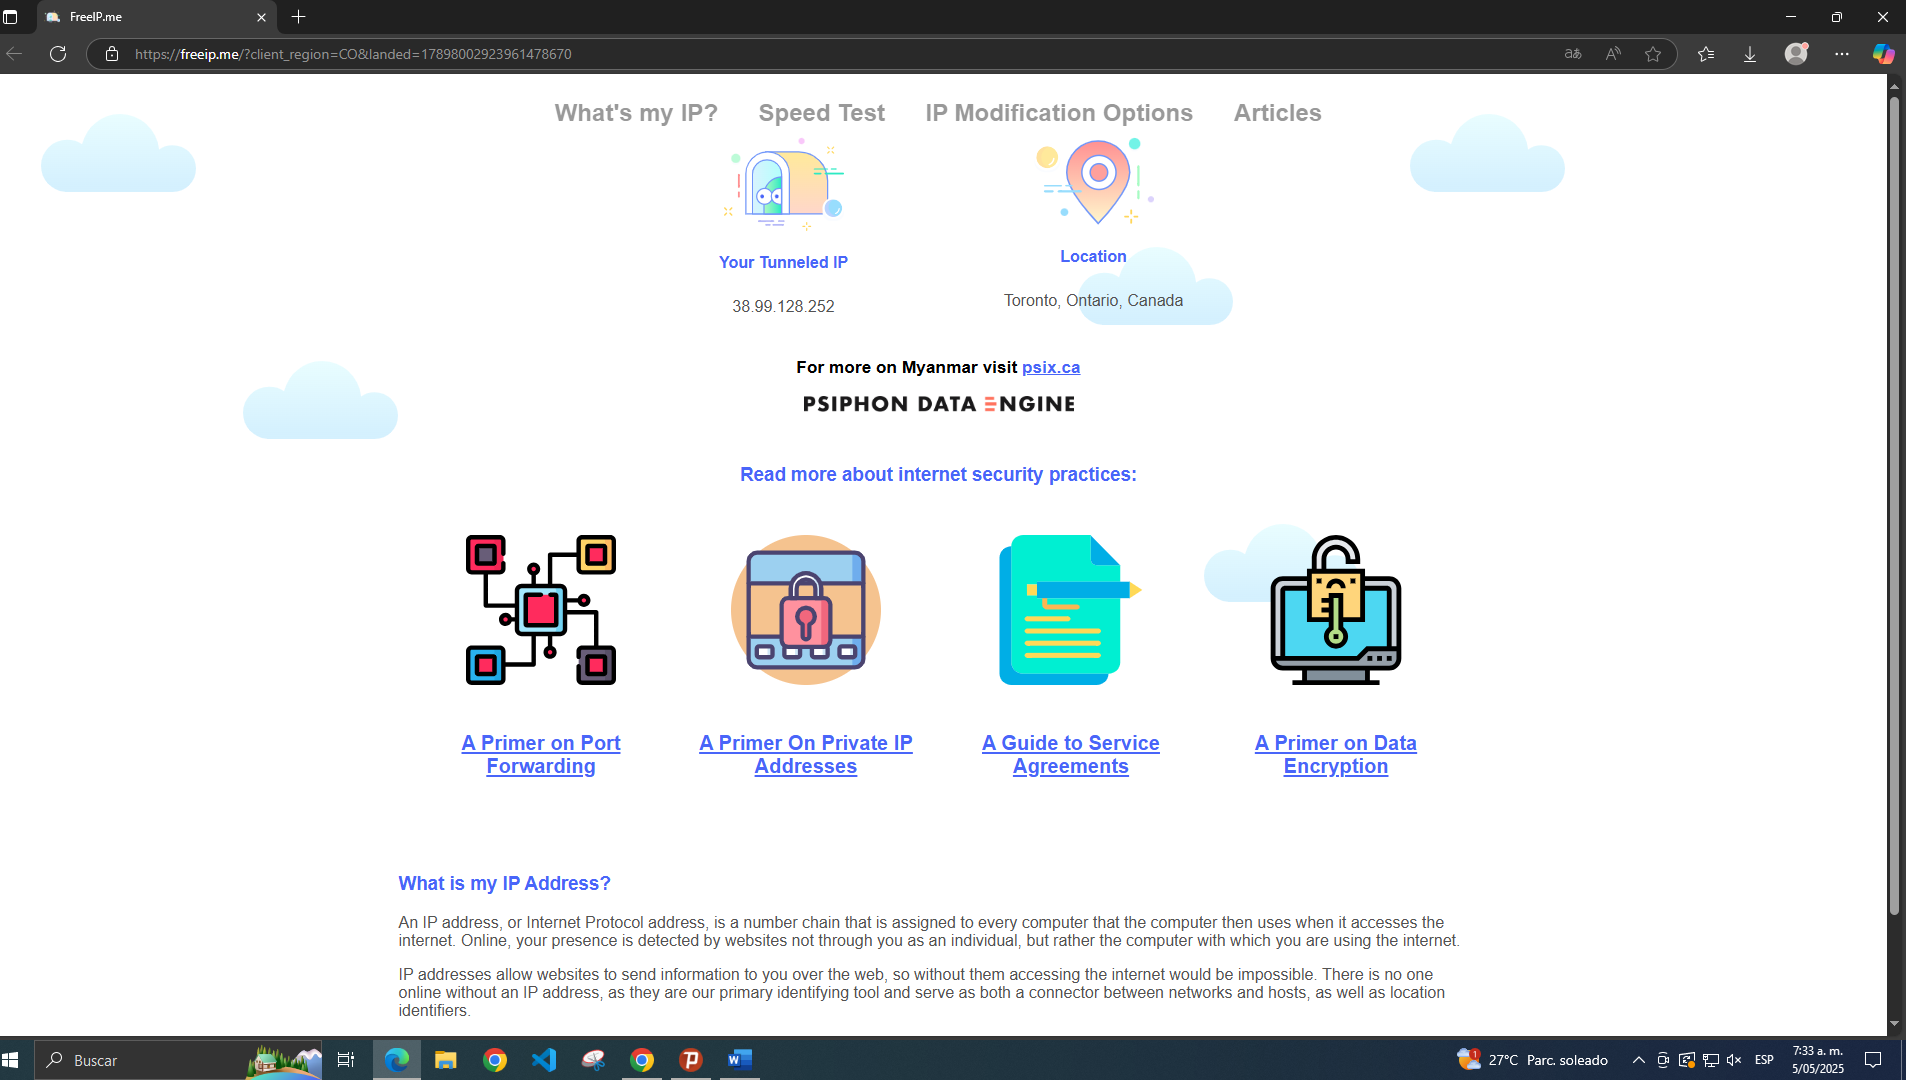 FreeIP.me
https://freeip.me/?client_region=CO&landed=17898002923961478670
What's my IP?
Speed Test
IP Modification Options
Articles
Your Tunneled IP
Location
38.99.128.252
Toronto, Ontario, Canada
For more on Myanmar visit psix.ca
PSIPHON DATA ENGINE
Read more about internet security practices:
A Primer on Port
Forwarding
A Primer On Private IP
Addresses
A Guide to Service
Agreements
A Primer on Data
Encryption
What is my IP Address?
An IP address, or Internet Protocol address, is a number chain that is assigned to every computer that the computer then uses when it accesses the
internet. Online, your presence is detected by websites not through you as an individual, but rather the computer with which you are using the internet.
IP addresses allow websites to send information to you over the web, so without them accessing the internet would be impossible. There is no one
online without an IP address, as they are our primary identifying tool and serve as both a connector between networks and hosts, as well as location
identifiers.
Buscar
1
27°C Parc. soleado
ESP
7:33 a. m.
5/05/2025